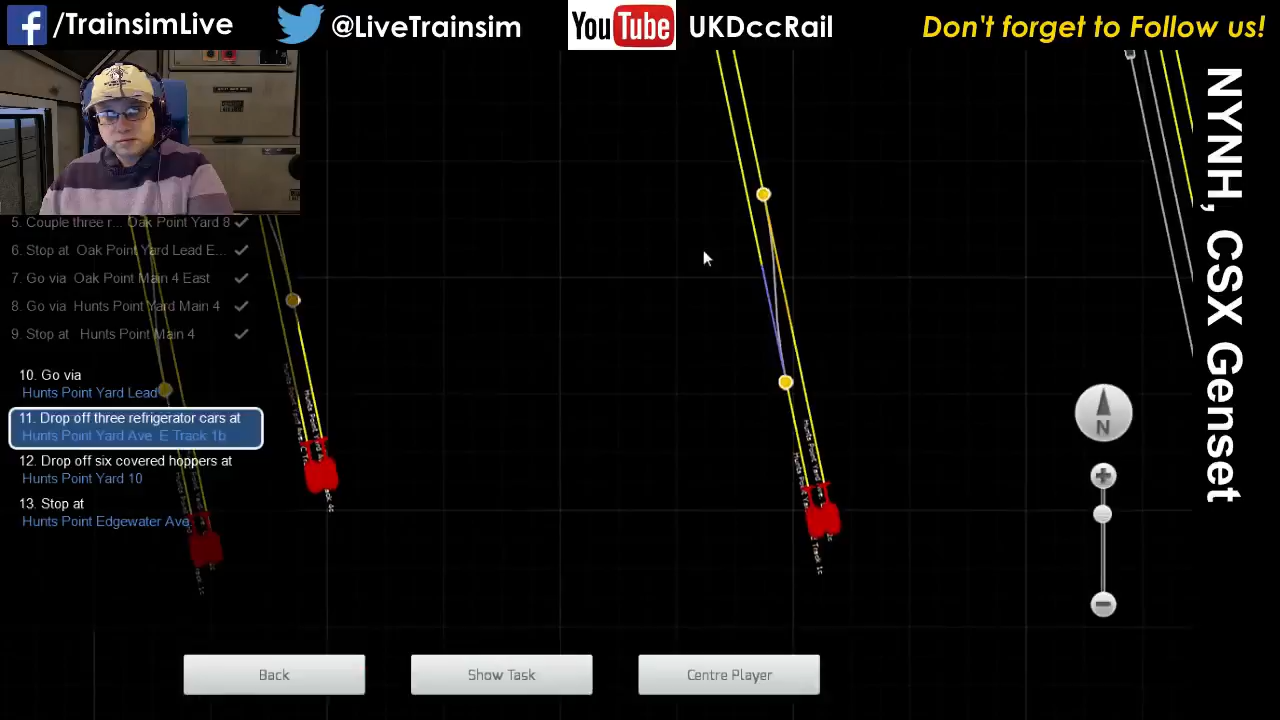 /TrainsimLive
@LiveTrainsim
You Tube
UKDccRail
Don't forget to Follow us!
NYNH, CSX Genset
5. Couple three r... Oak Point Yard 8
6. Stop at Oak Point Yard Lead E...
7. Go via Oak Point Main 4 East
8. Go via Hunts Point Yard Main 4
9. Stop at Hunts Point Main 4
10. Go via
Hunts Point Yard Lead
11. Drop off three refrigerator cars at
Hunts Point Yard Ave E Track 1b
12. Drop off six covered hoppers at
Hunts Point Yard 10
13. Stop at
Hunts Point Edgewater Ave
N
Back
Show Task
Centre Player